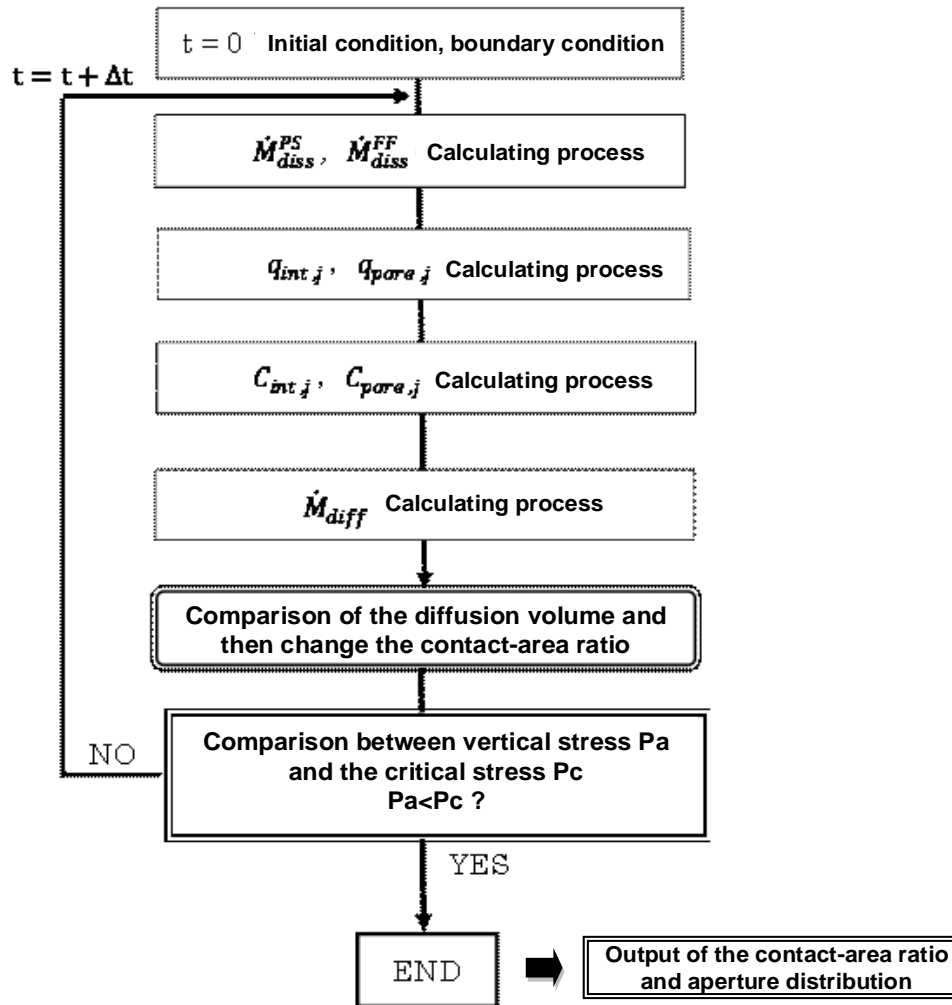 t = 0 Initial condition, boundary condition
t = t + Δt
Ṁ_diss^PS, Ṁ_diss^FF Calculating process
q_int,j, q_pore,j Calculating process
C_int,j, C_pore,j Calculating process
Ṁ_diff Calculating process
Comparison of the diffusion volume and
then change the contact-area ratio
Comparison between vertical stress Pa
and the critical stress Pc
Pa<Pc ?
NO
YES
END
Output of the contact-area ratio
and aperture distribution